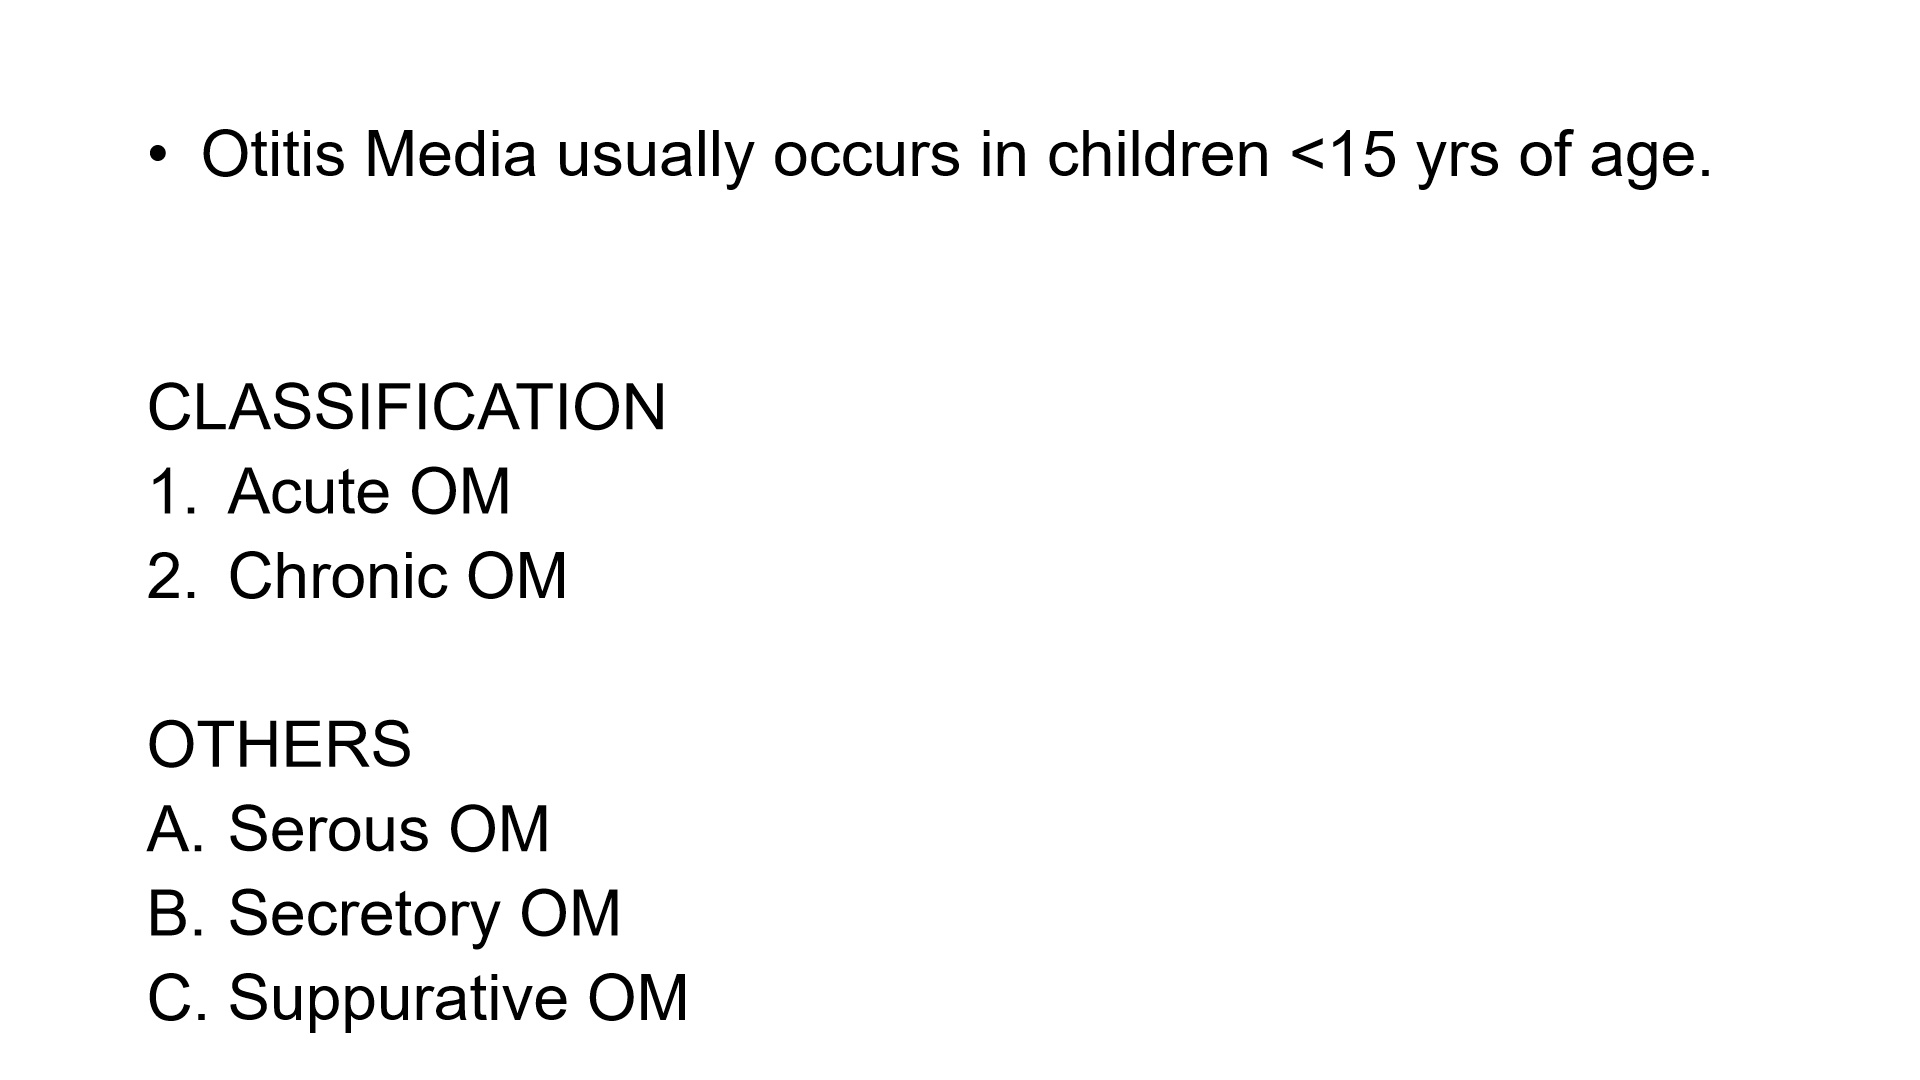 • Otitis Media usually occurs in children <15 yrs of age.
CLASSIFICATION
1. Acute OM
2. Chronic OM
OTHERS
A. Serous OM
B. Secretory OM
C. Suppurative OM